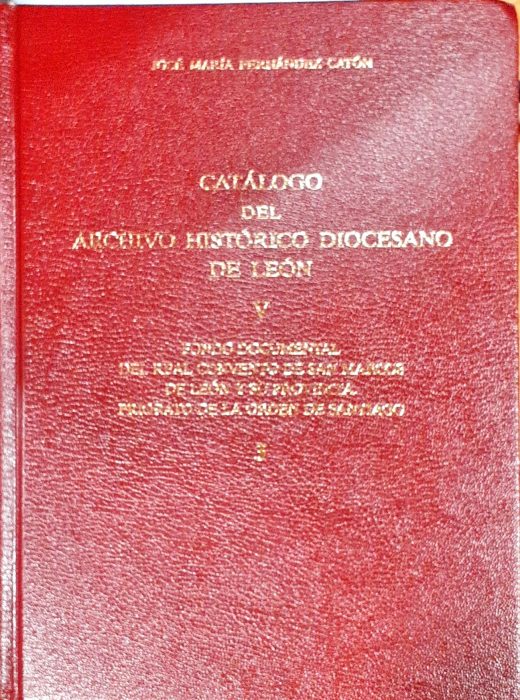 JOSÉ MARÍA FERNÁNDEZ CATÓN
CATÁLOGO
DEL
ARCHIVO HISTÓRICO DIOCESANO
DE LEÓN
V
FONDO DOCUMENTAL
DEL REAL CONVENTO DE SAN MARCOS
DE LEÓN Y SU PROVINCIA.
PRIORATO DE LA ORDEN DE SANTIAGO